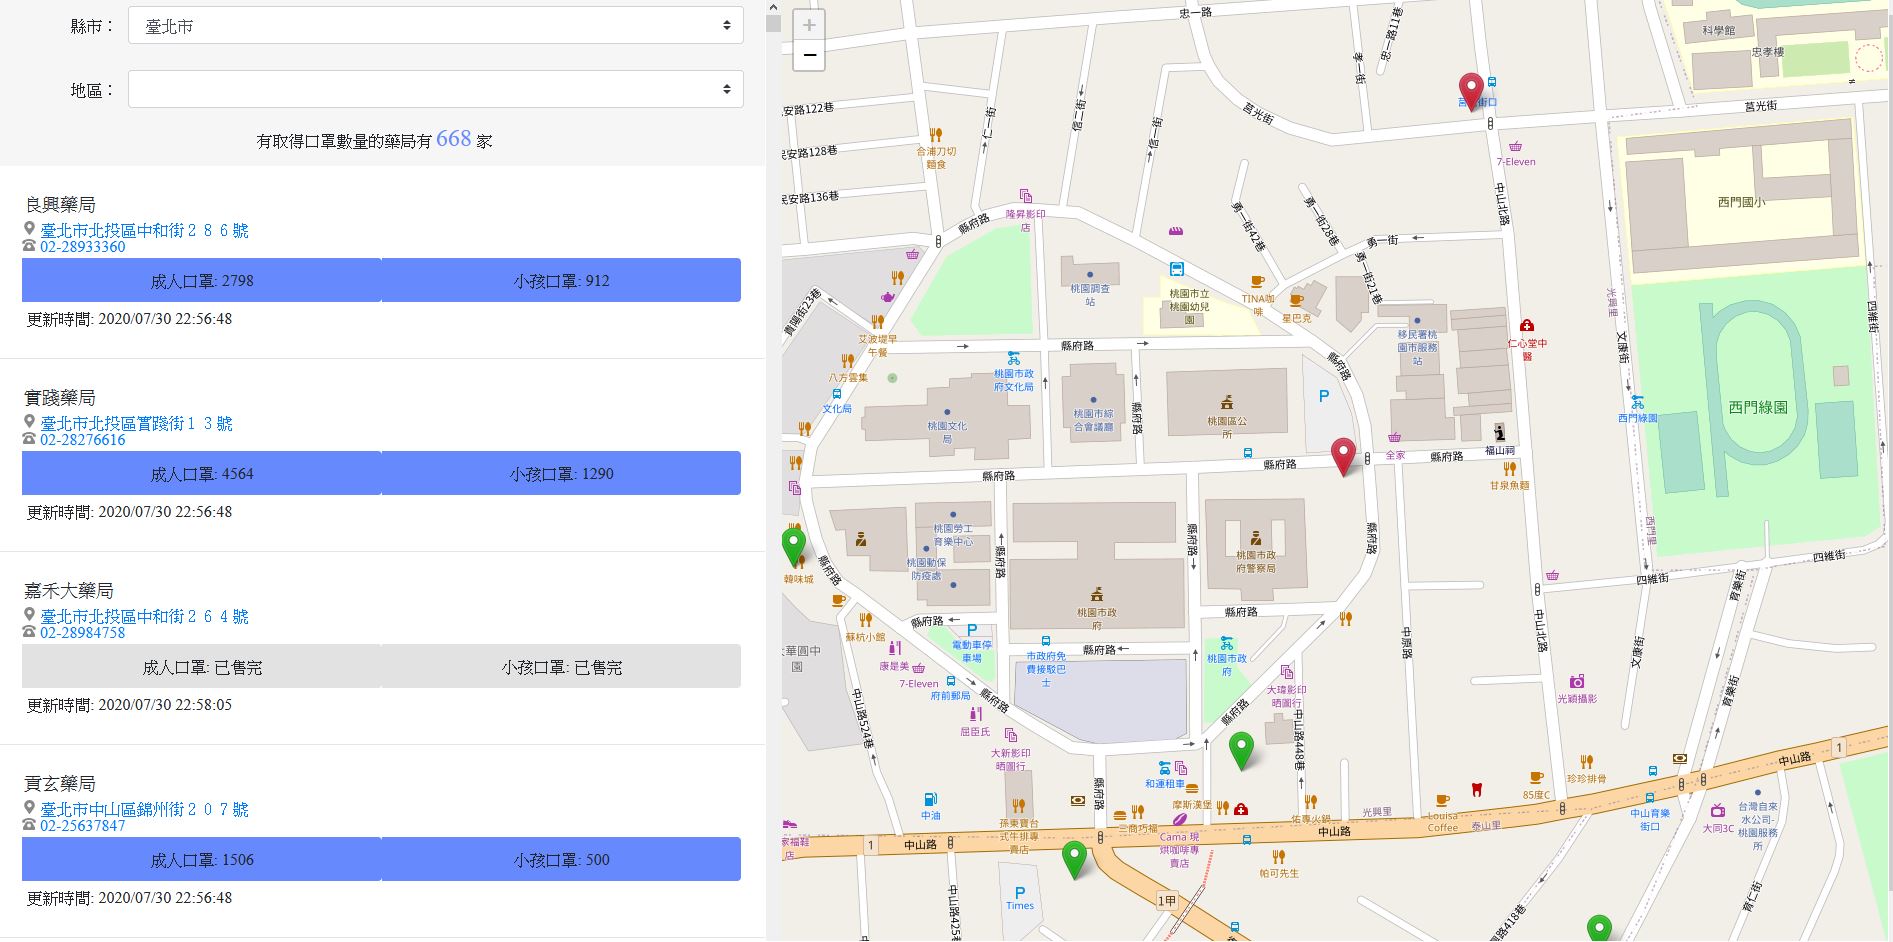 縣市：
臺北市
地區：
有取得口罩數量的藥局有 668 家
良興藥局
臺北市北投區中和街２８６號
02-28933360
成人口罩: 2798
小孩口罩: 912
更新時間: 2020/07/30 22:56:48
實踐藥局
臺北市北投區實踐街１３號
02-28276616
成人口罩: 4564
小孩口罩: 1290
更新時間: 2020/07/30 22:56:48
嘉禾大藥局
臺北市北投區中和街２６４號
02-28984758
成人口罩: 已售完
小孩口罩: 已售完
更新時間: 2020/07/30 22:58:05
貢玄藥局
臺北市中山區錦州街２０７號
02-25637847
成人口罩: 1506
小孩口罩: 500
更新時間: 2020/07/30 22:56:48
+
−
忠一路
忠一路11巷
孝一街
科學館
忠孝樓
莒光街
莒光街
安路122巷
安路128巷
安路136巷
合浦刀切
麵食
仁一街
信二街
信一街
7-Eleven
中山北路
西門國小
隆昇影印
店
縣府路
勇一街42巷
勇一街28巷
勇一街
勇一街21巷
桃園調查
站
桃園市立
桃園幼兒
園
TINA咖
啡
星巴克
移民署桃
園市服務
站
仁心堂中
醫
光興里
文康街
四維街
貴陽街23巷
艾波堤早
午餐
八方雲集
文化局
縣府路
桃園市政
府文化局
縣府路
桃園文化
局
桃園市綜
合會議廳
縣府路
桃園區公
所
P
西門綠園
西門綠園
全家
福山祠
甘泉魚麵
縣府路
縣府路
縣府路
桃園勞工
育樂中心
桃園動保
防疫處
縣府路
縣府路
桃園市政
府警察局
縣府路
西門里
四維街
四維街
育樂街
韓味城
縣府路
桃園市政
府
縣府路
縣府路
蘇杭小館
P
電動車停
車場
縣府路
市政府免
費接駁巴
士
桃園市政
府
中原路
中山北路
文康街
華園中
園
康是美
7-Eleven
府前郵局
縣府路
大瑋影印
晒圖行
縣府路
光穎攝影
育樂街
中山路524巷
屈臣氏
大新影印
晒圖行
中山路448巷
縣府路
和運租車
摩斯漢堡
珍珍排骨
85度C
中山路
1
中油
孫東寶台
式牛排專
賣店
三商巧福
Cama 現
烘咖啡專
賣店
佑專火鍋
光興里
Louisa
Coffee
泰山里
中山育樂
街口
大同3C
台灣自來
水公司-
桃園服務
所
家福鞋
店
1
中山路
中山路
帕可先生
中山路425巷
P
Times
1甲
路418巷
育仁街